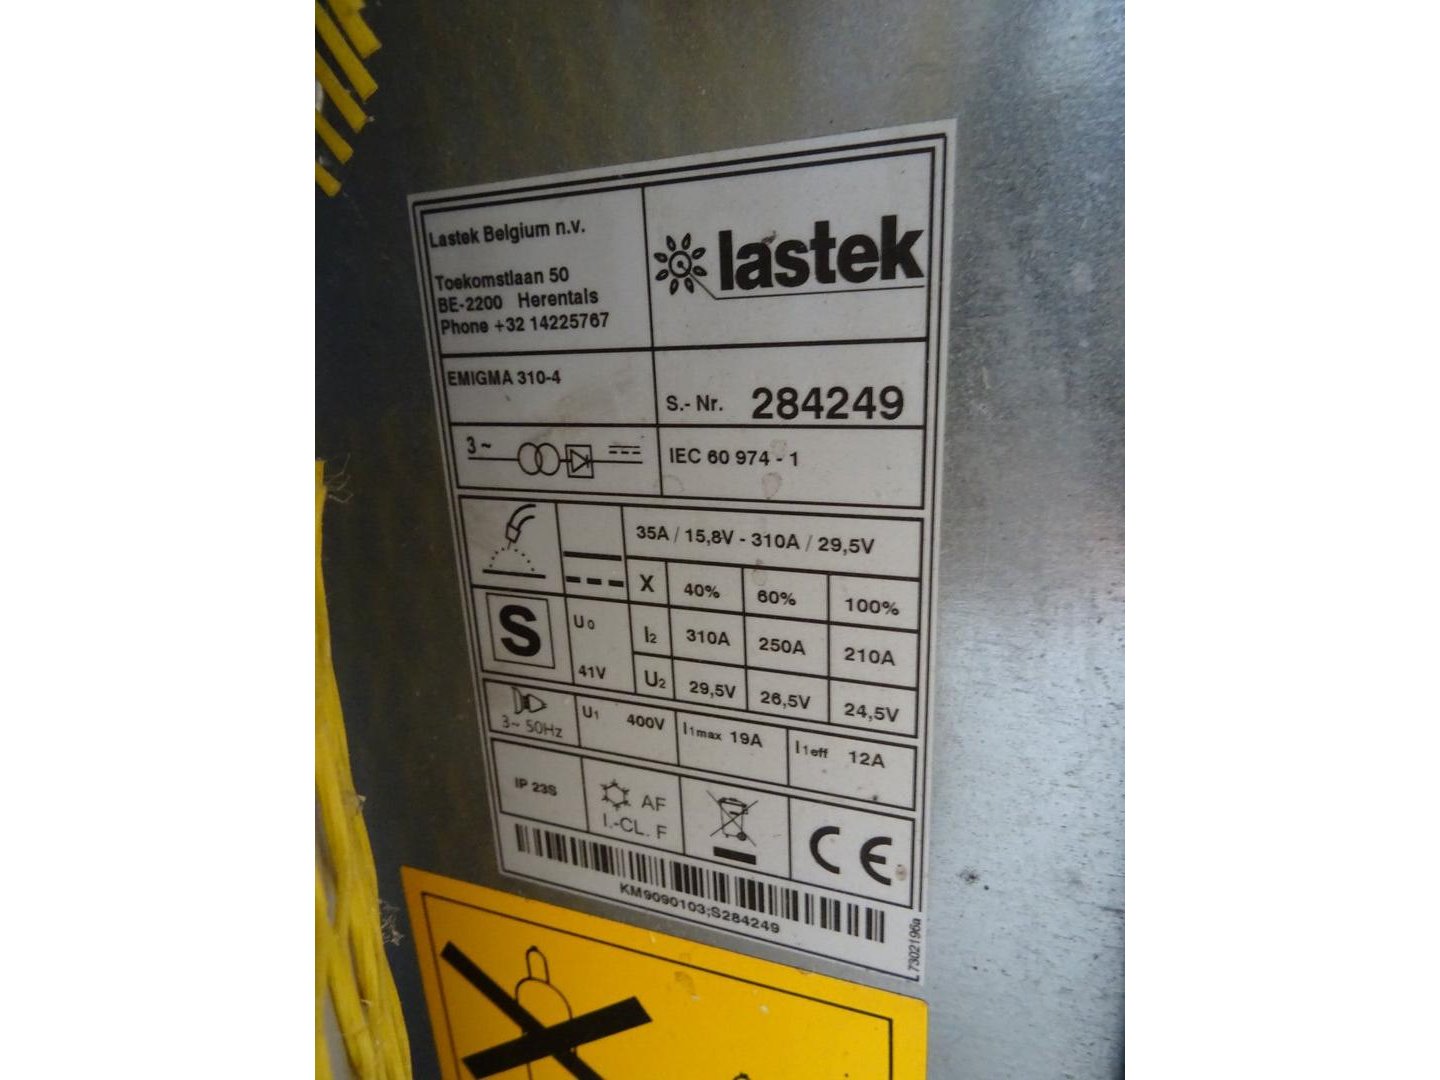 Lastek Belgium n.v.
Toekomstlaan 50
BE-2200 Herentals
Phone +32 14225767
lastek
EMIGMA 310-4
S.- Nr. 284249
3 ~
IEC 60 974 - 1
35A / 15,8V - 310A / 29,5V
X 40% 60% 100%
S
U0
41V
I2 310A 250A 210A
U2 29,5V 26,5V 24,5V
3~ 50Hz
U1 400V
I1max 19A
I1eff 12A
IP 23S
AF
I.-CL. F
CE
KM9090103;S284249
L7302196a